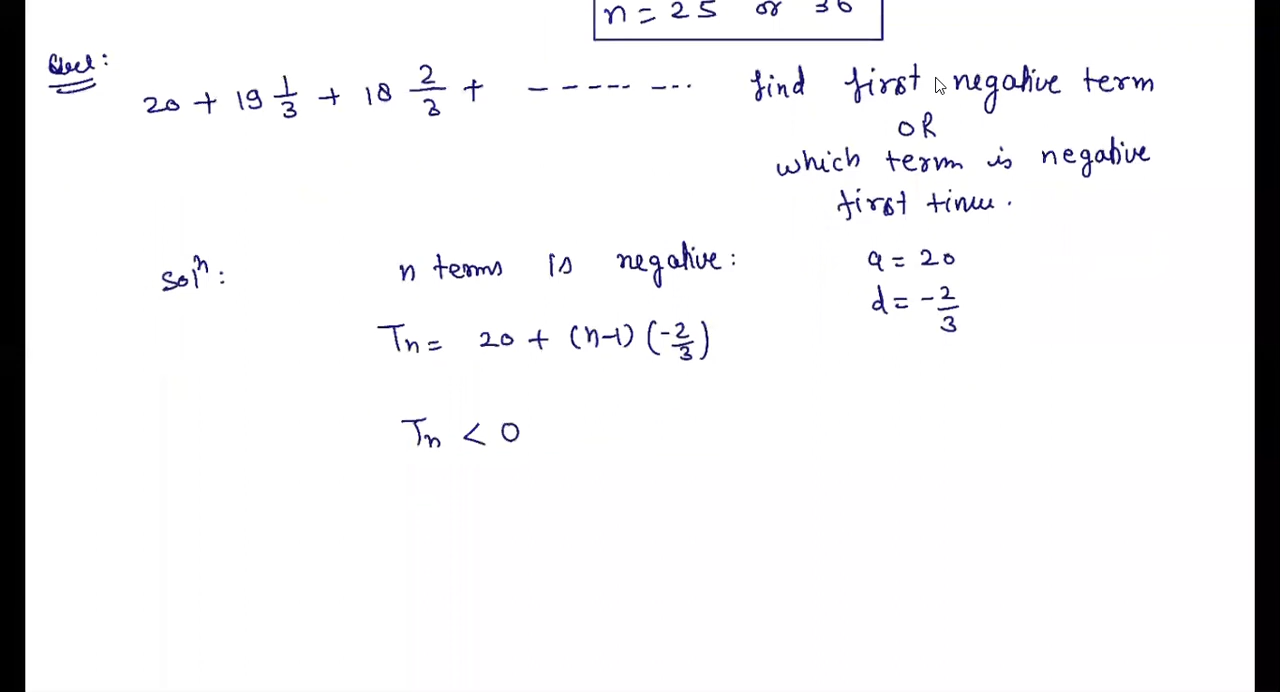 n = 25 or 36
Ques:
20 + 19 1/3 + 18 2/3 + - - - - - - - - ... find first negative term
OR
which term is negative
first time.
Solⁿ: n terms is negative: a = 20
d = -2/3
Tn = 20 + (n-1) (-2/3)
Tn < 0